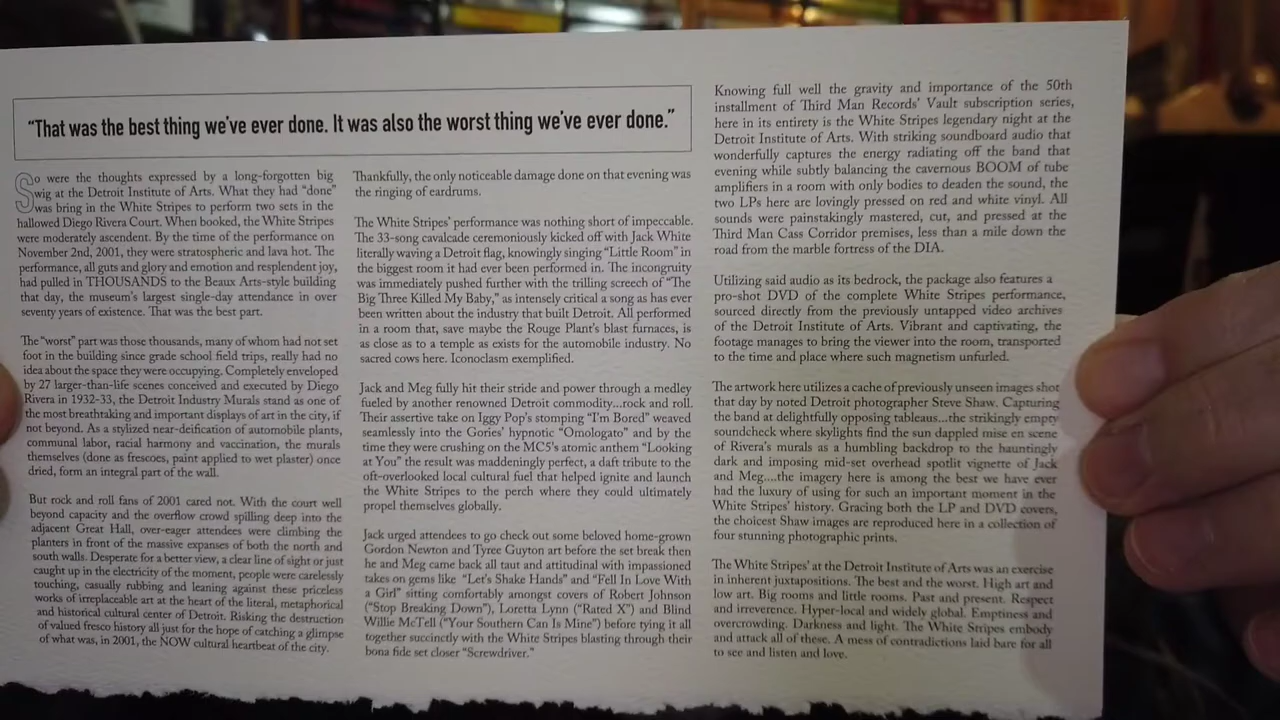 “That was the best thing we’ve ever done. It was also the worst thing we’ve ever done.”
So were the thoughts expressed by a long-forgotten big
wig at the Detroit Institute of Arts. What they had “done”
was bring in the White Stripes to perform two sets in the
hallowed Diego Rivera Court. When booked, the White Stripes
were moderately ascendent. By the time of the performance on
November 2nd, 2001, they were stratospheric and lava hot. The
performance, all guts and glory and emotion and resplendent joy,
had pulled in THOUSANDS to the Beaux Arts-style building
that day, the museum’s largest single-day attendance in over
seventy years of existence. That was the best part.
The “worst” part was those thousands, many of whom had not set
foot in the building since grade school field trips, really had no
idea about the space they were occupying. Completely enveloped
by 27 larger-than-life scenes conceived and executed by Diego
Rivera in 1932-33, the Detroit Industry Murals stand as one of
the most breathtaking and important displays of art in the city, if
not beyond. As a stylized near-deification of automobile plants,
communal labor, racial harmony and vaccination, the murals
themselves (done as frescoes, paint applied to wet plaster) once
dried, form an integral part of the wall.
But rock and roll fans of 2001 cared not. With the court well
beyond capacity and the overflow crowd spilling deep into the
adjacent Great Hall, over-eager attendees were climbing the
planters in front of the massive expanses of both the north and
south walls. Desperate for a better view, a clear line of sight or just
caught up in the electricity of the moment, people were carelessly
touching, casually rubbing and leaning against these priceless
works of irreplaceable art at the heart of the literal, metaphorical
and historical cultural center of Detroit. Risking the destruction
of valued fresco history all just for the hope of catching a glimpse
of what was, in 2001, the NOW cultural heartbeat of the city.
Thankfully, the only noticeable damage done on that evening was
the ringing of eardrums.
The White Stripes’ performance was nothing short of impeccable.
The 33-song cavalcade ceremoniously kicked off with Jack White
literally waving a Detroit flag, knowingly singing “Little Room” in
the biggest room it had ever been performed in. The incongruity
was immediately pushed further with the trilling screech of “The
Big Three Killed My Baby,” as intensely critical a song as has ever
been written about the industry that built Detroit. All performed
in a room that, save maybe the Rouge Plant’s blast furnaces, is
as close as to a temple as exists for the automobile industry. No
sacred cows here. Iconoclasm exemplified.
Jack and Meg fully hit their stride and power through a medley
fueled by another renowned Detroit commodity...rock and roll.
Their assertive take on Iggy Pop’s stomping “I’m Bored” weaved
seamlessly into the Gories’ hypnotic “Omologato” and by the
time they were crushing on the MC5’s atomic anthem “Looking
at You” the result was maddeningly perfect, a daft tribute to the
oft-overlooked local cultural fuel that helped ignite and launch
the White Stripes to the perch where they could ultimately
propel themselves globally.
Jack urged attendees to go check out some beloved home-grown
Gordon Newton and Tyree Guyton art before the set break then
he and Meg came back all taut and attitudinal with impassioned
takes on gems like “Let’s Shake Hands” and “Fell In Love With
a Girl” sitting comfortably amongst covers of Robert Johnson
(“Stop Breaking Down”), Loretta Lynn (“Rated X”) and Blind
Willie McTell (“Your Southern Can Is Mine”) before tying it all
together succinctly with the White Stripes blasting through their
bona fide set closer “Screwdriver.”
Knowing full well the gravity and importance of the 50th
installment of Third Man Records’ Vault subscription series,
here in its entirety is the White Stripes legendary night at the
Detroit Institute of Arts. With striking soundboard audio that
wonderfully captures the energy radiating off the band that
evening while subtly balancing the cavernous BOOM of tube
amplifiers in a room with only bodies to deaden the sound, the
two LPs here are lovingly pressed on red and white vinyl. All
sounds were painstakingly mastered, cut, and pressed at the
Third Man Cass Corridor premises, less than a mile down the
road from the marble fortress of the DIA.
Utilizing said audio as its bedrock, the package also features a
pro-shot DVD of the complete White Stripes performance,
sourced directly from the previously untapped video archives
of the Detroit Institute of Arts. Vibrant and captivating, the
footage manages to bring the viewer into the room, transported
to the time and place where such magnetism unfurled.
The artwork here utilizes a cache of previously unseen images shot
that day by noted Detroit photographer Steve Shaw. Capturing
the band at delightfully opposing tableaus...the strikingly empty
soundcheck where skylights find the sun dappled mise en scene
of Rivera’s murals as a humbling backdrop to the hauntingly
dark and imposing mid-set overhead spotlit vignette of Jack
and Meg....the imagery here is among the best we have ever
had the luxury of using for such an important moment in the
White Stripes’ history. Gracing both the LP and DVD covers,
the choicest Shaw images are reproduced here in a collection of
four stunning photographic prints.
The White Stripes’ at the Detroit Institute of Arts was an exercise
in inherent juxtapositions. The best and the worst. High art and
low art. Big rooms and little rooms. Past and present. Respect
and irreverence. Hyper-local and widely global. Emptiness and
overcrowding. Darkness and light. The White Stripes embody
and attack all of these. A mess of contradictions laid bare for all
to see and listen and love.